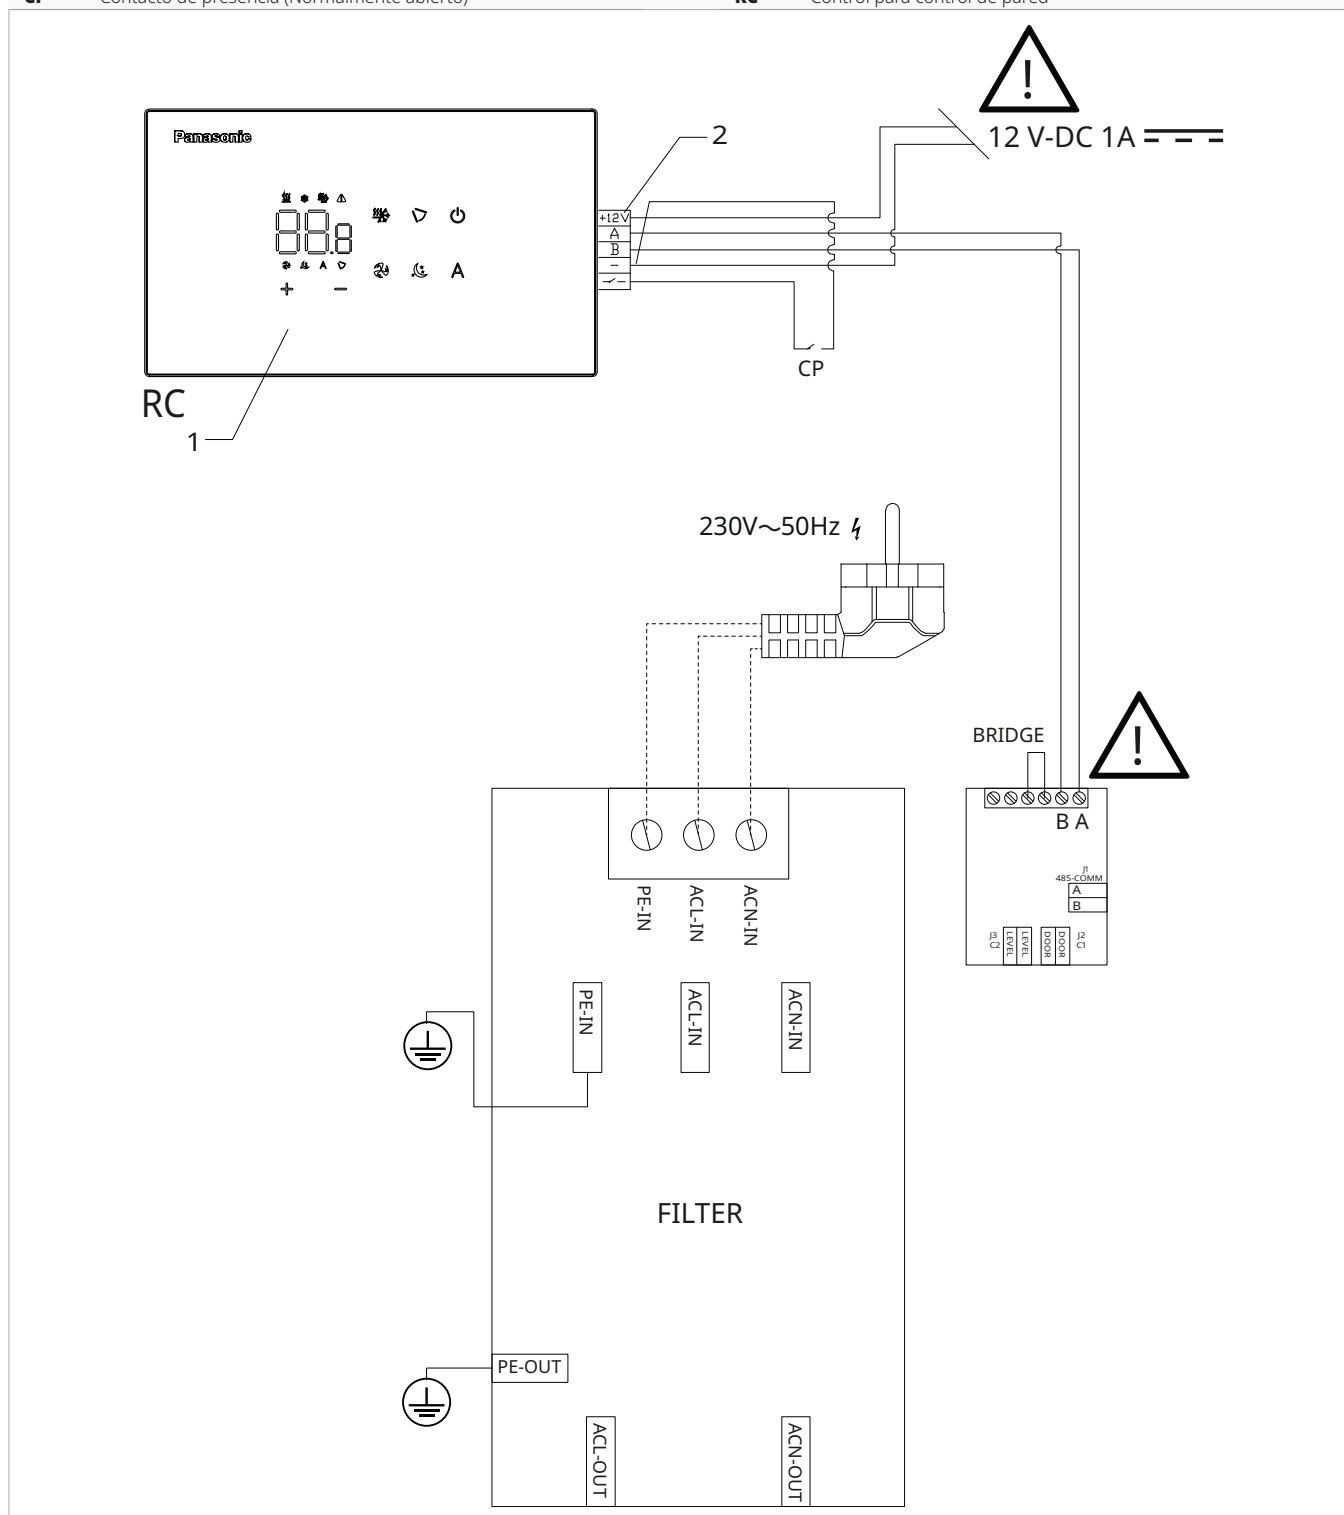 CP Contacto de presencia (Normalmente abierto) RC Control para control de pared
12 V-DC 1A
Panasonic
2
+12V
A
B
-
A
CP
RC
1
230V~50Hz
BRIDGE
B A
J1
485-COMM
A
B
J3
C2
LEVEL
LEVEL
DOOR
DOOR
J2
C1
PE-IN
ACL-IN
ACN-IN
PE-IN
ACL-IN
ACN-IN
FILTER
PE-OUT
ACL-OUT
ACN-OUT